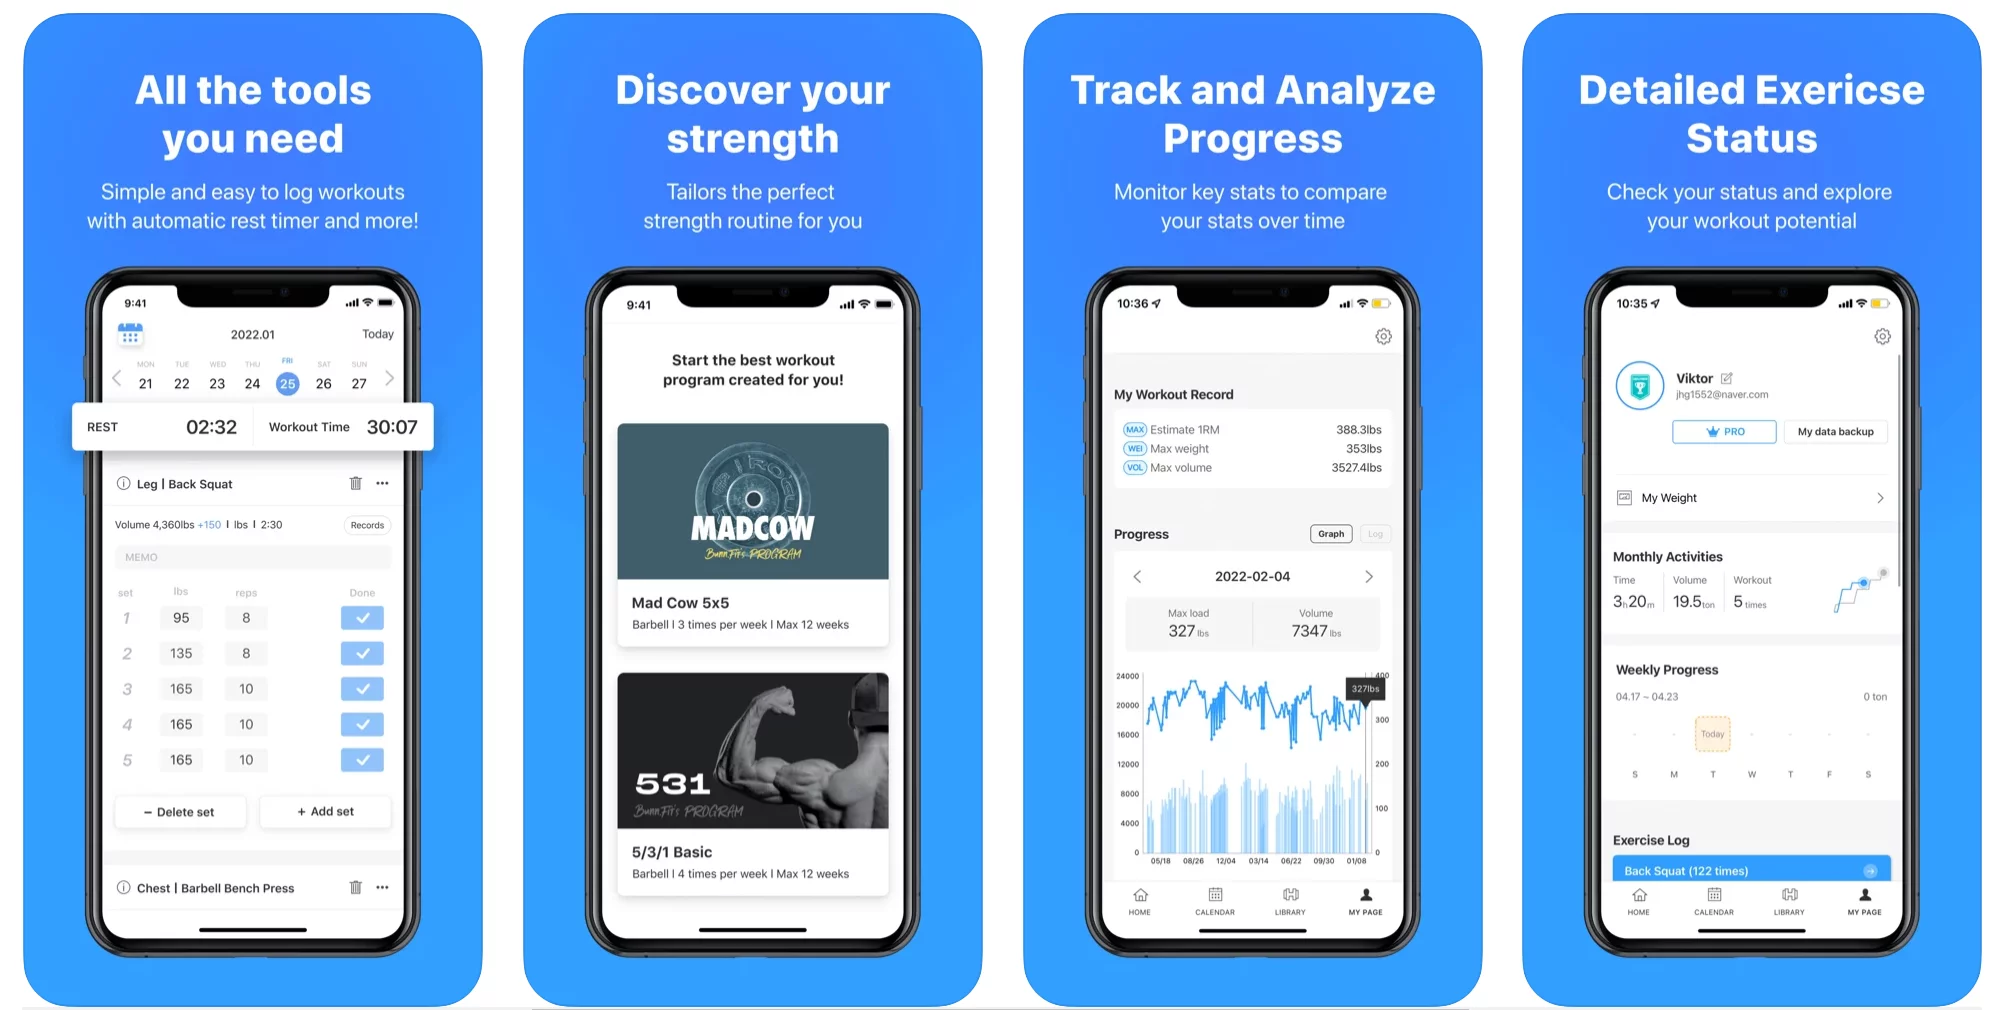 All the tools
you need
Simple and easy to log workouts
with automatic rest timer and more!
9:41
2022.01
Today
MON TUE WED THU FRI SAT SUN
21 22 23 24 25 26 27
REST 02:32 Workout Time 30:07
Leg | Back Squat
Volume 4,360lbs +150 | lbs | 2:30 Records
MEMO
set lbs reps Done
1 95 8
2 135 8
3 165 10
4 165 10
5 165 10
− Delete set + Add set
Chest | Barbell Bench Press
Discover your
strength
Tailors the perfect
strength routine for you
9:41
Start the best workout
program created for you!
MADCOW
BunnFit's PROGRAM
Mad Cow 5x5
Barbell | 3 times per week | Max 12 weeks
531
BunnFit's PROGRAM
5/3/1 Basic
Barbell | 4 times per week | Max 12 weeks
Track and Analyze
Progress
Monitor key stats to compare
your stats over time
10:36
My Workout Record
MAX Estimate 1RM 388.3lbs
WEI Max weight 353lbs
VOL Max volume 3527.4lbs
Progress Graph Log
2022-02-04
Max load Volume
327 lbs 7347 lbs
24000 400
327lbs
20000 300
16000
12000 200
8000 100
4000
0 0
05/18 08/26 12/04 03/14 06/22 09/30 01/08
HOME CALENDAR LIBRARY MY PAGE
Detailed Exericse
Status
Check your status and explore
your workout potential
10:35
Viktor
jhg1552@naver.com
PRO My data backup
My Weight
Monthly Activities
Time Volume Workout
3h20m 19.5ton 5 times
Weekly Progress
04.17 ~ 04.23 0 ton
- - Today - - - -
S M T W T F S
Exercise Log
Back Squat (122 times)
HOME CALENDAR LIBRARY MY PAGE